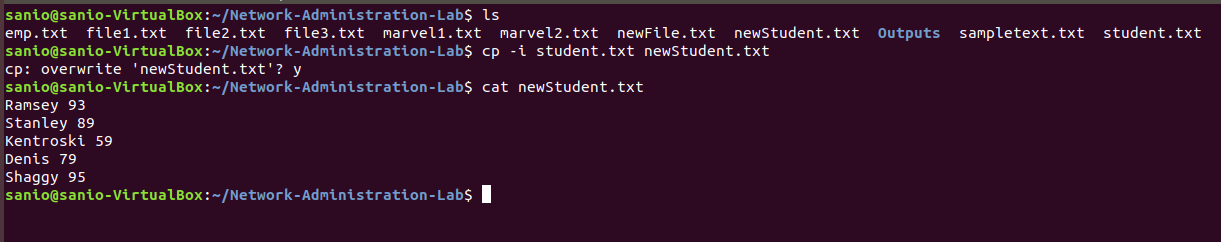 sanio@sanio-VirtualBox:~/Network-Administration-Lab$ ls
emp.txt  file1.txt  file2.txt  file3.txt  marvel1.txt  marvel2.txt  newFile.txt  newStudent.txt  Outputs  sampletext.txt  student.txt
sanio@sanio-VirtualBox:~/Network-Administration-Lab$ cp -i student.txt newStudent.txt
cp: overwrite 'newStudent.txt'? y
sanio@sanio-VirtualBox:~/Network-Administration-Lab$ cat newStudent.txt
Ramsey 93
Stanley 89
Kentroski 59
Denis 79
Shaggy 95
sanio@sanio-VirtualBox:~/Network-Administration-Lab$